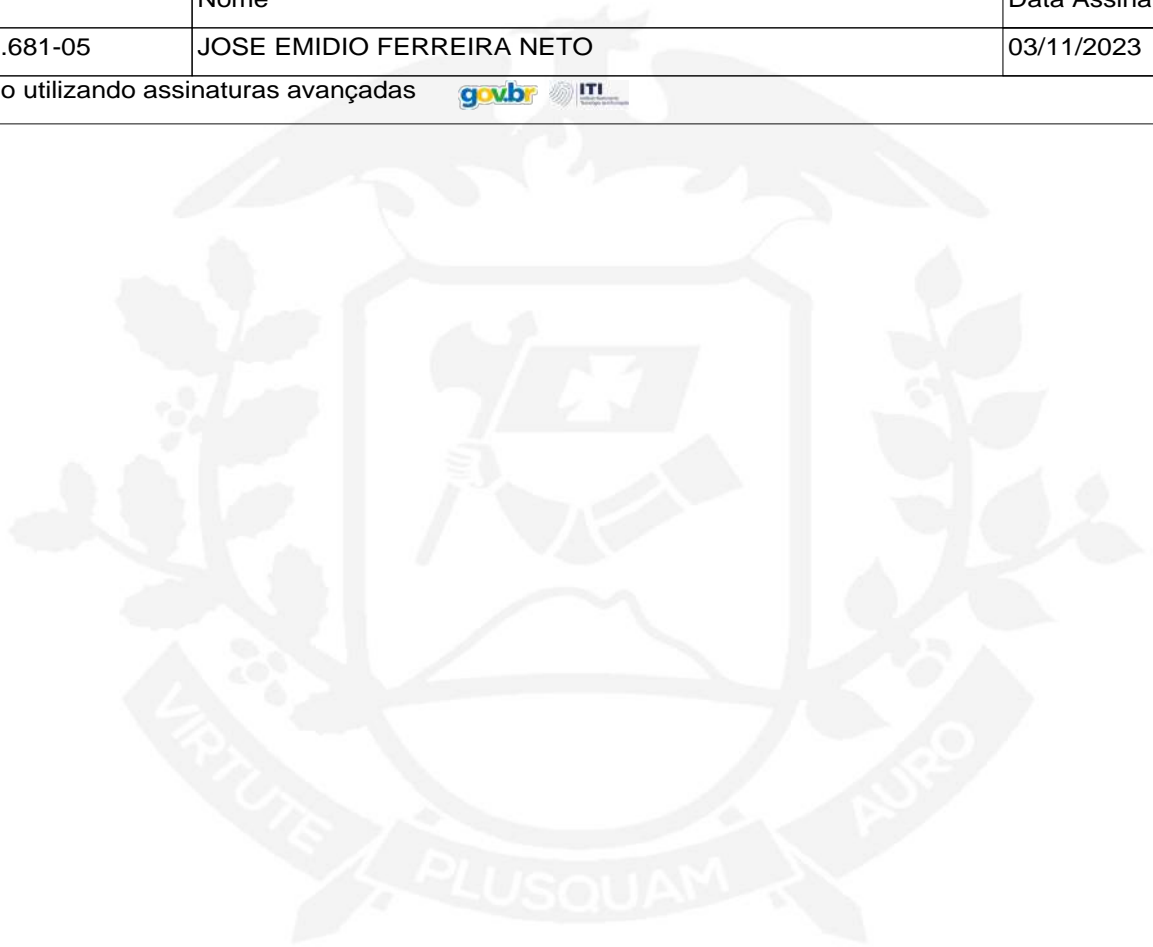 Nome
Data Assina
.681-05
JOSE EMIDIO FERREIRA NETO
03/11/2023
o utilizando assinaturas avançadas
gov.br
ITI
VIRTUTE PLUSQUAM AURO